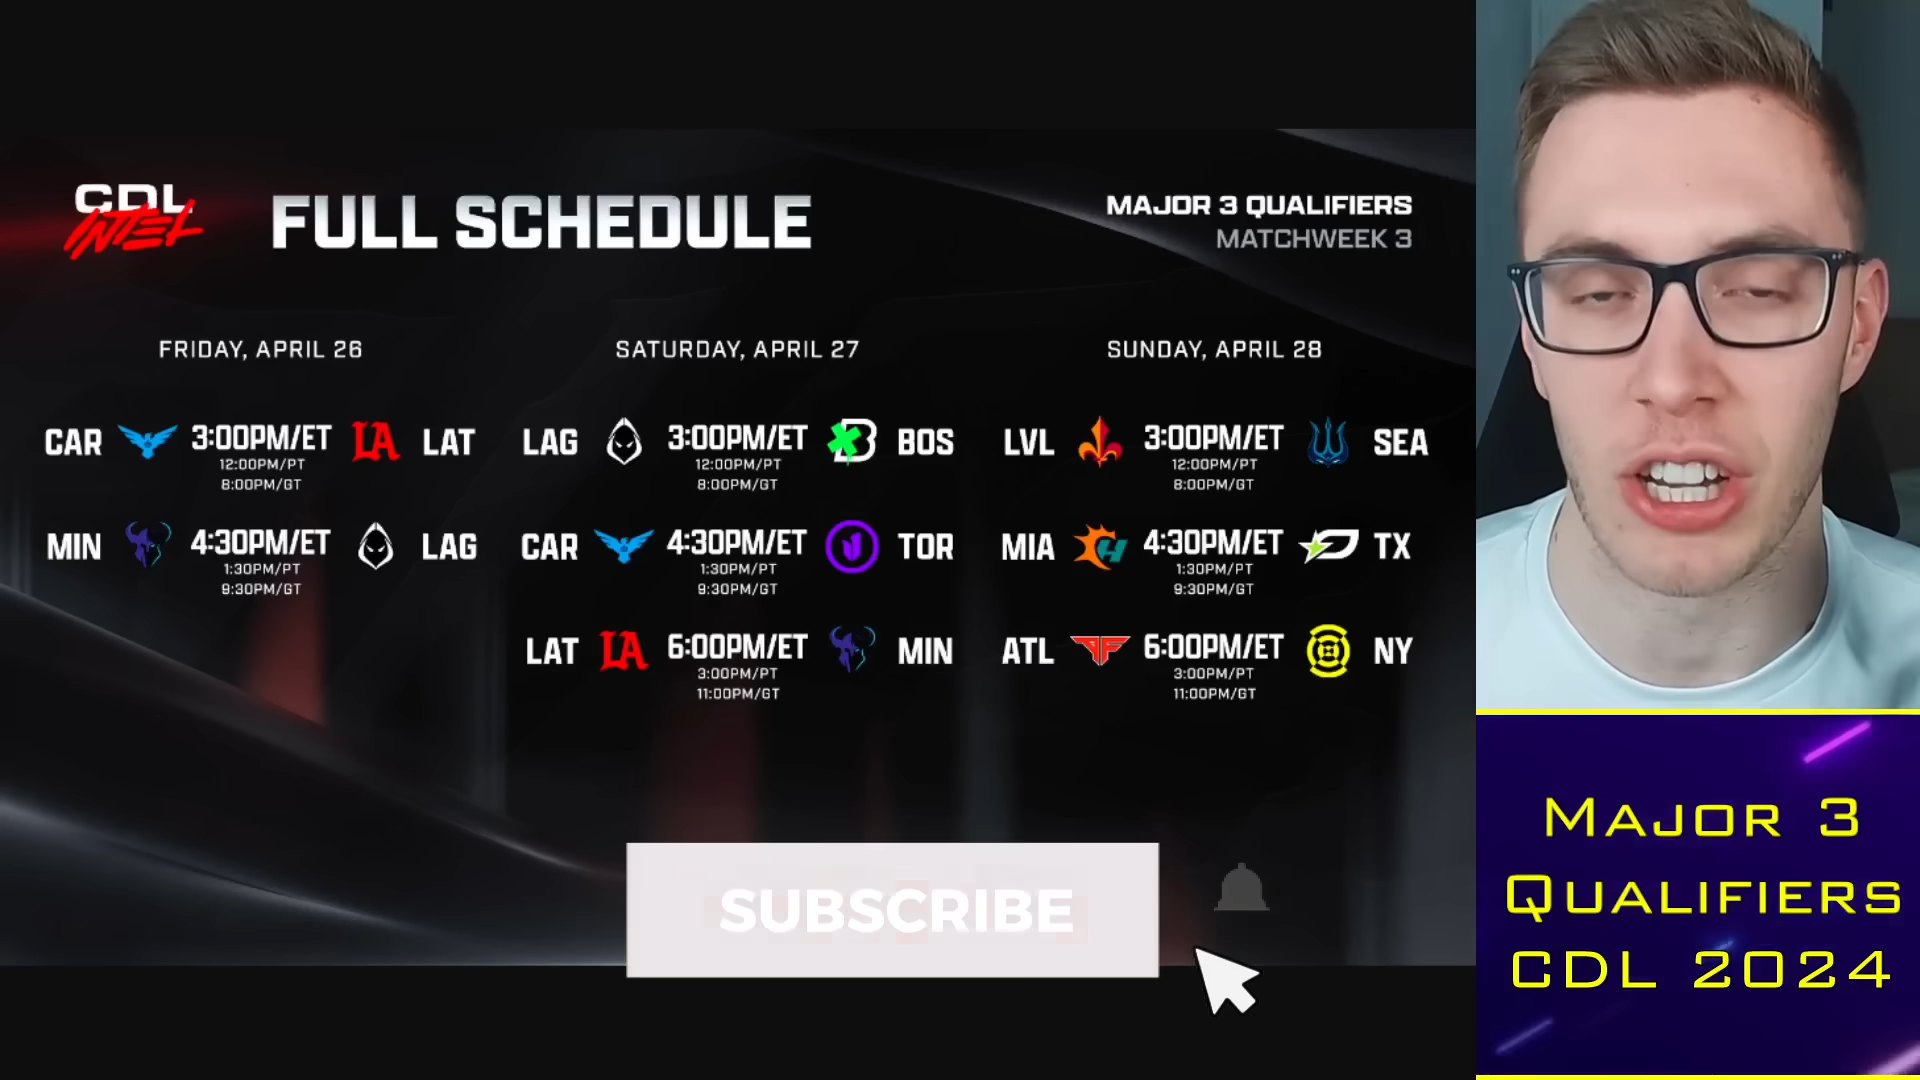 CDL
INTEL
FULL SCHEDULE
MAJOR 3 QUALIFIERS
MATCHWEEK 3
FRIDAY, APRIL 26
CAR 3:00PM/ET LA LAT
12:00PM/PT
8:00PM/GT
MIN 4:30PM/ET LAG
1:30PM/PT
9:30PM/GT
SATURDAY, APRIL 27
LAG 3:00PM/ET B BOS
12:00PM/PT
8:00PM/GT
CAR 4:30PM/ET TOR
1:30PM/PT
9:30PM/GT
LAT LA 6:00PM/ET MIN
3:00PM/PT
11:00PM/GT
SUNDAY, APRIL 28
LVL 3:00PM/ET SEA
12:00PM/PT
8:00PM/GT
MIA H 4:30PM/ET TX
1:30PM/PT
9:30PM/GT
ATL 6:00PM/ET NY
3:00PM/PT
11:00PM/GT
SUBSCRIBE
MAJOR 3
QUALIFIERS
CDL 2024